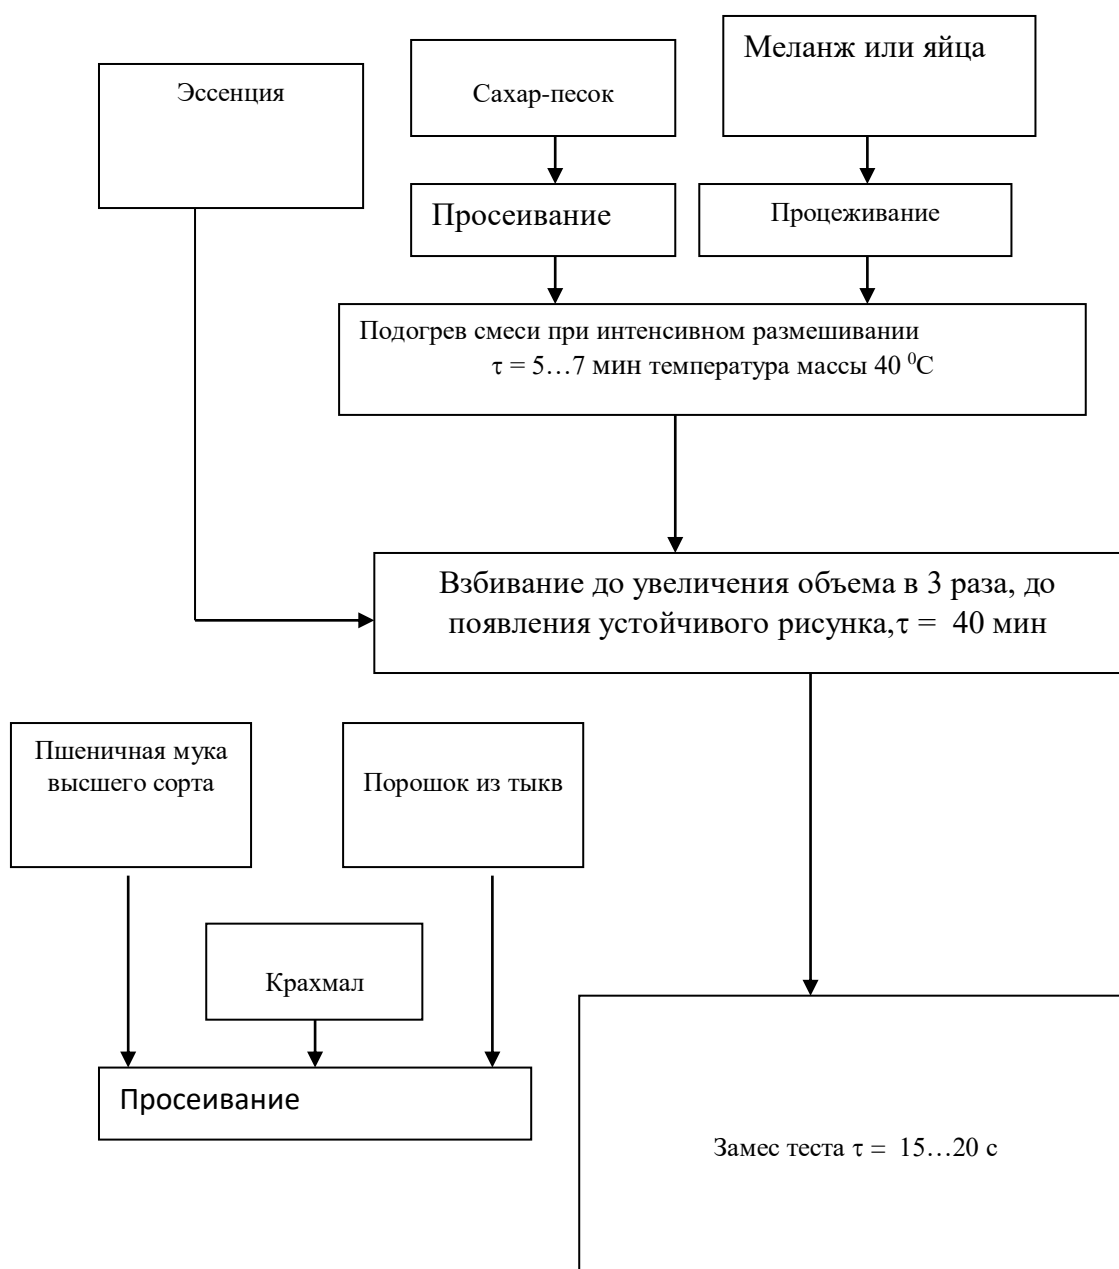 Меланж или яйца
Эссенция
Сахар-песок
Просеивание
Процеживание
Подогрев смеси при интенсивном размешивании
τ = 5…7 мин температура массы 40 ⁰С
Взбивание до увеличения объема в 3 раза, до
появления устойчивого рисунка,τ = 40 мин
Пшеничная мука
высшего сорта
Порошок из тыкв
Крахмал
Просеивание
Замес теста τ = 15…20 с